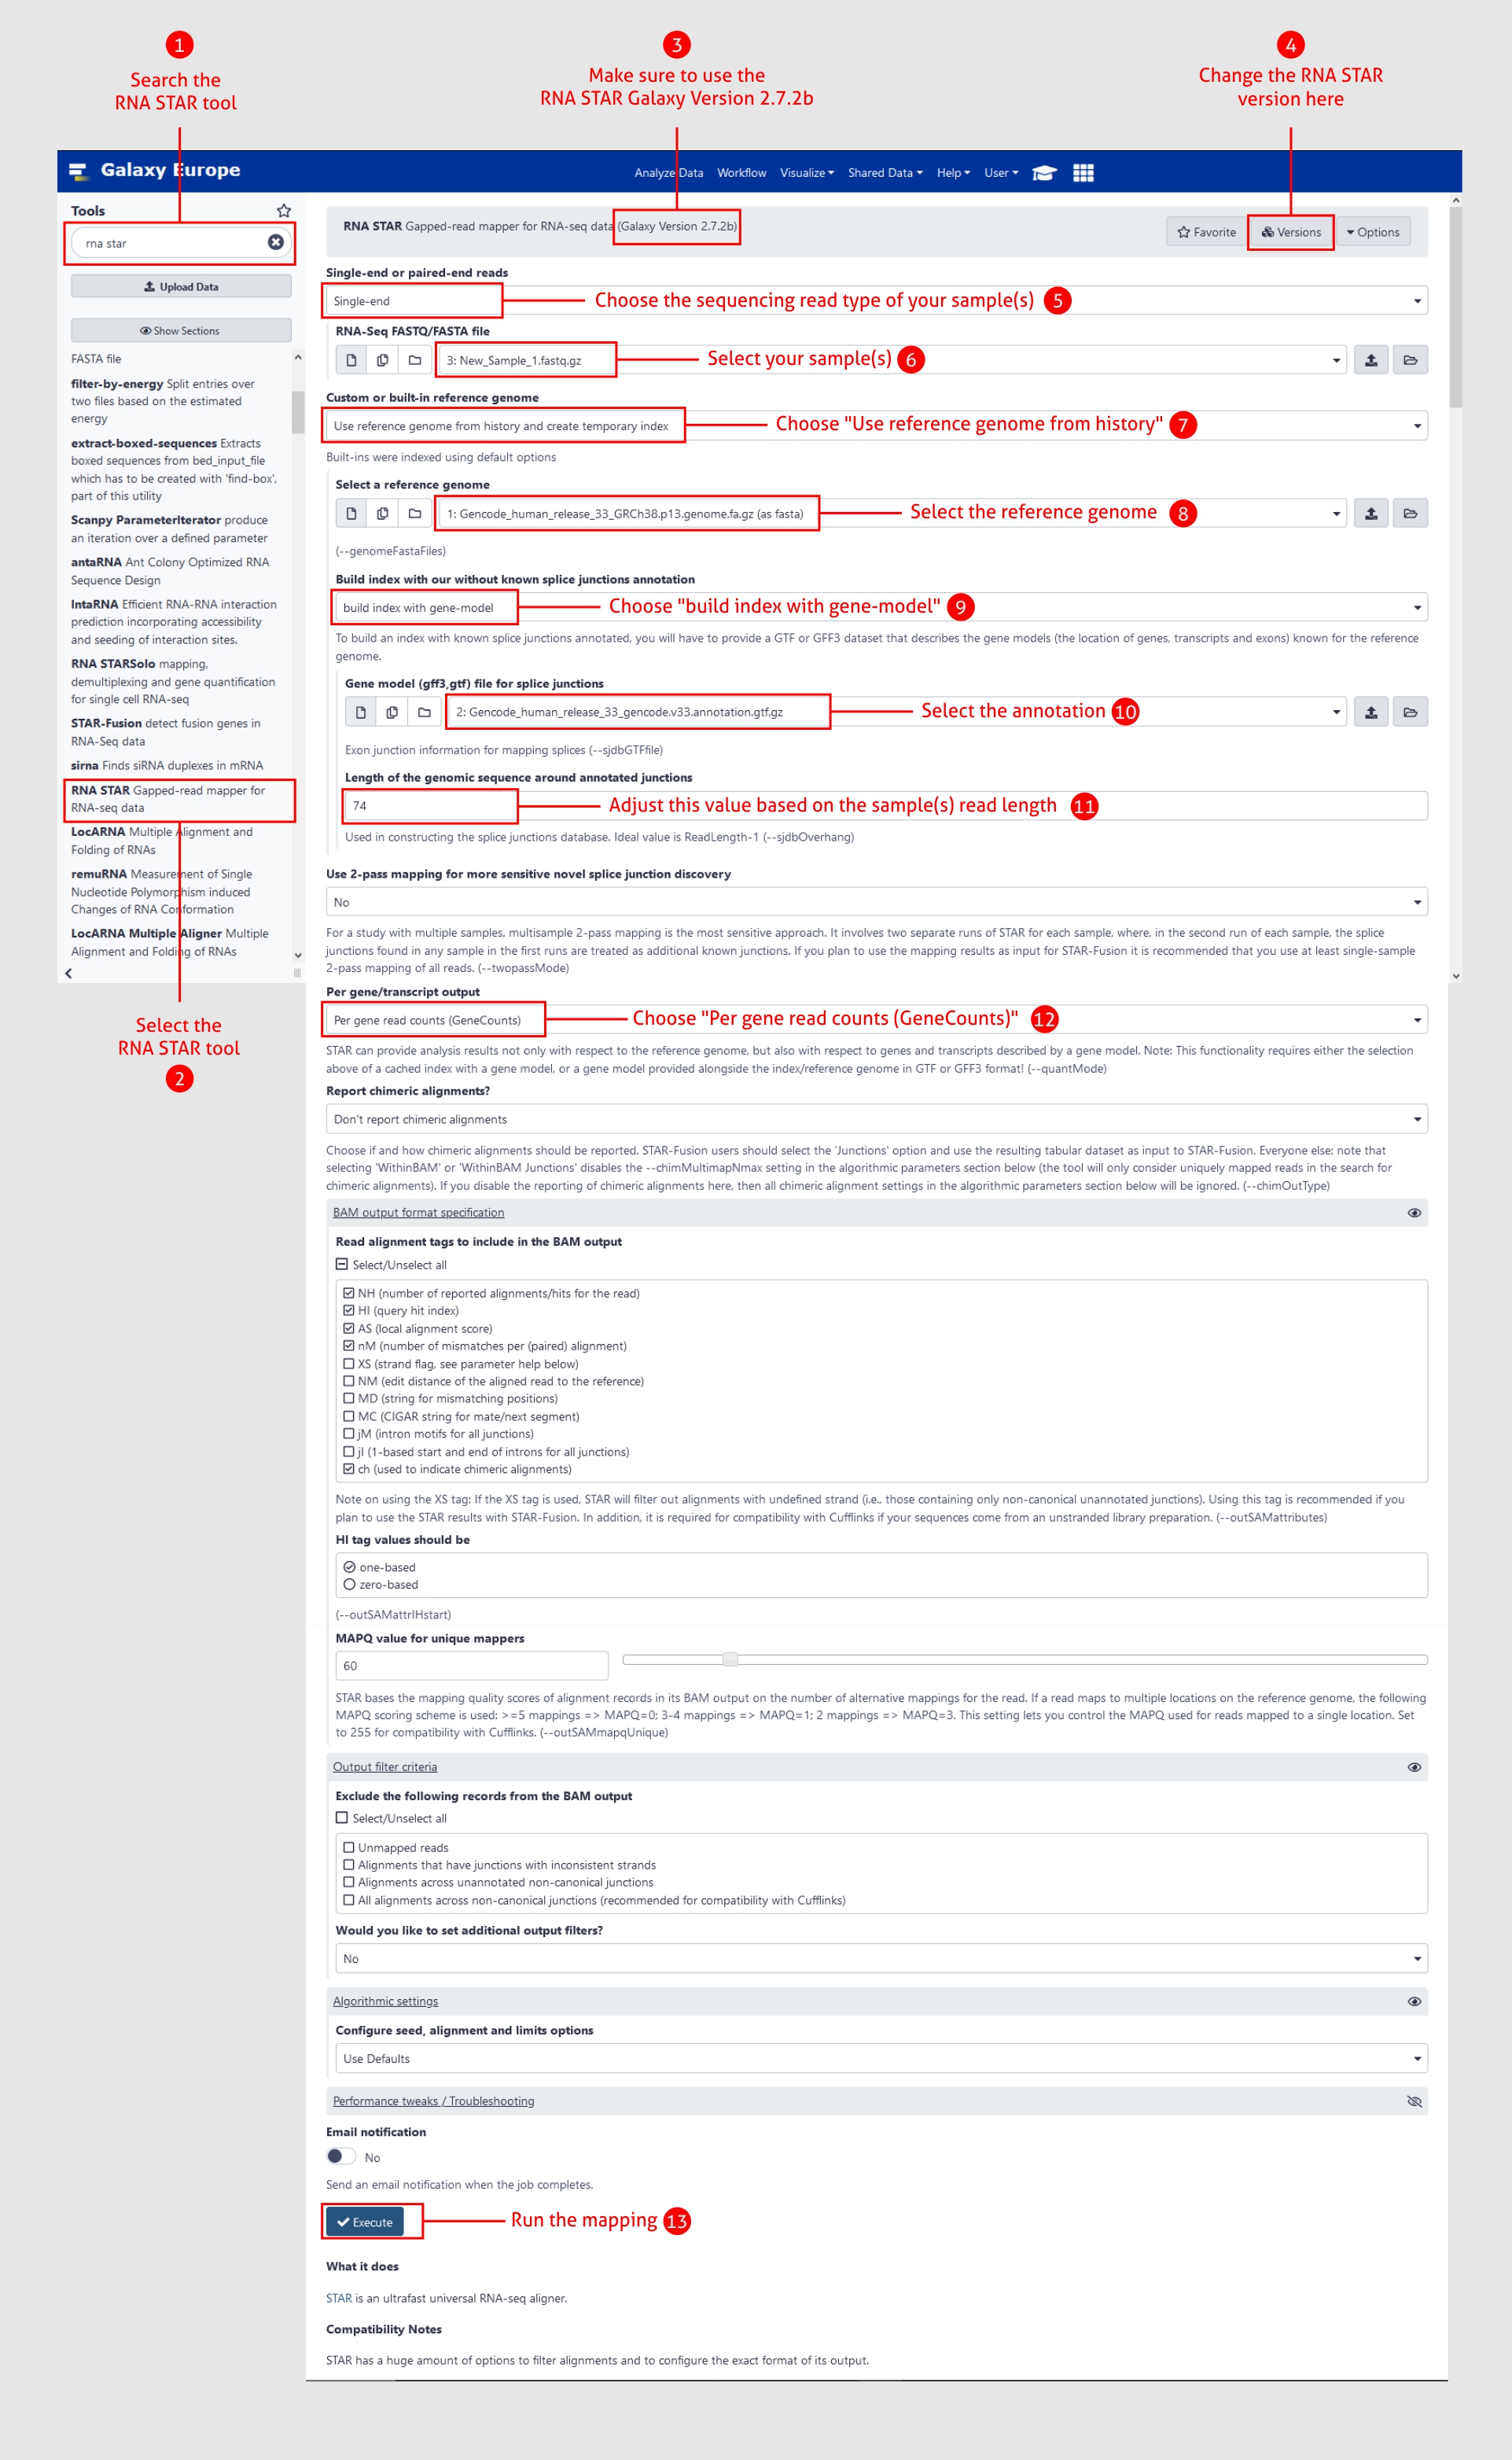 1
Search the
RNA STAR tool
3
Make sure to use the
RNA STAR Galaxy Version 2.7.2b
4
Change the RNA STAR
version here
Galaxy Europe
Analyze Data Workflow Visualize Shared Data Help User
Tools
rna star
Upload Data
Show Sections
FASTA file
filter-by-energy Split entries over
two files based on the estimated
energy
extract-boxed-sequences Extracts
boxed sequences from bed_input_file
which has to be created with 'find-box',
part of this utility
Scanpy ParameterIterator produce
an iteration over a defined parameter
antaRNA Ant Colony Optimized RNA
Sequence Design
IntaRNA Efficient RNA-RNA interaction
prediction incorporating accessibility
and seeding of interaction sites.
RNA STARSolo mapping,
demultiplexing and gene quantification
for single cell RNA-seq
STAR-Fusion detect fusion genes in
RNA-Seq data
sirna Finds siRNA duplexes in mRNA
RNA STAR Gapped-read mapper for
RNA-seq data
LocARNA Multiple Alignment and
Folding of RNAs
remuRNA Measurement of Single
Nucleotide Polymorphism induced
Changes of RNA Conformation
LocARNA Multiple Aligner Multiple
Alignment and Folding of RNAs
Select the
RNA STAR tool
2
RNA STAR Gapped-read mapper for RNA-seq data (Galaxy Version 2.7.2b)
Favorite Versions Options
Single-end or paired-end reads
Single-end Choose the sequencing read type of your sample(s) 5
RNA-Seq FASTQ/FASTA file
3: New_Sample_1.fastq.gz Select your sample(s) 6
Custom or built-in reference genome
Use reference genome from history and create temporary index Choose "Use reference genome from history" 7
Built-ins were indexed using default options
Select a reference genome
1: Gencode_human_release_33_GRCh38.p13.genome.fa.gz (as fasta) Select the reference genome 8
(--genomeFastaFiles)
Build index with our without known splice junctions annotation
build index with gene-model Choose "build index with gene-model" 9
To build an index with known splice junctions annotated, you will have to provide a GTF or GFF3 dataset that describes the gene models (the location of genes, transcripts and exons) known for the reference
genome.
Gene model (gff3,gtf) file for splice junctions
2: Gencode_human_release_33_gencode.v33.annotation.gtf.gz Select the annotation 10
Exon junction information for mapping splices (--sjdbGTFfile)
Length of the genomic sequence around annotated junctions
74 Adjust this value based on the sample(s) read length 11
Used in constructing the splice junctions database. Ideal value is ReadLength-1 (--sjdbOverhang)
Use 2-pass mapping for more sensitive novel splice junction discovery
No
For a study with multiple samples, multisample 2-pass mapping is the most sensitive approach. It involves two separate runs of STAR for each sample, where, in the second run of each sample, the splice
junctions found in any sample in the first runs are treated as additional known junctions. If you plan to use the mapping results as input for STAR-Fusion it is recommended that you use at least single-sample
2-pass mapping of all reads. (--twopassMode)
Per gene/transcript output
Per gene read counts (GeneCounts) Choose "Per gene read counts (GeneCounts)" 12
STAR can provide analysis results not only with respect to the reference genome, but also with respect to genes and transcripts described by a gene model. Note: This functionality requires either the selection
above of a cached index with a gene model, or a gene model provided alongside the index/reference genome in GTF or GFF3 format! (--quantMode)
Report chimeric alignments?
Don't report chimeric alignments
Choose if and how chimeric alignments should be reported. STAR-Fusion users should select the 'Junctions' option and use the resulting tabular dataset as input to STAR-Fusion. Everyone else: note that
selecting 'WithinBAM' or 'WithinBAM Junctions' disables the --chimMultimapNmax setting in the algorithmic parameters section below (the tool will only consider uniquely mapped reads in the search for
chimeric alignments). If you disable the reporting of chimeric alignments here, then all chimeric alignment settings in the algorithmic parameters section below will be ignored. (--chimOutType)
BAM output format specification
Read alignment tags to include in the BAM output
Select/Unselect all
NH (number of reported alignments/hits for the read)
HI (query hit index)
AS (local alignment score)
nM (number of mismatches per (paired) alignment)
XS (strand flag, see parameter help below)
NM (edit distance of the aligned read to the reference)
MD (string for mismatching positions)
MC (CIGAR string for mate/next segment)
jM (intron motifs for all junctions)
jI (1-based start and end of introns for all junctions)
ch (used to indicate chimeric alignments)
Note on using the XS tag: If the XS tag is used, STAR will filter out alignments with undefined strand (i.e., those containing only non-canonical unannotated junctions). Using this tag is recommended if you
plan to use the STAR results with STAR-Fusion. In addition, it is required for compatibility with Cufflinks if your sequences come from an unstranded library preparation. (--outSAMattributes)
HI tag values should be
one-based
zero-based
(--outSAMattrIHstart)
MAPQ value for unique mappers
60
STAR bases the mapping quality scores of alignment records in its BAM output on the number of alternative mappings for the read. If a read maps to multiple locations on the reference genome, the following
MAPQ scoring scheme is used: >=5 mappings => MAPQ=0; 3-4 mappings => MAPQ=1; 2 mappings => MAPQ=3. This setting lets you control the MAPQ used for reads mapped to a single location. Set
to 255 for compatibility with Cufflinks. (--outSAMmapqUnique)
Output filter criteria
Exclude the following records from the BAM output
Select/Unselect all
Unmapped reads
Alignments that have junctions with inconsistent strands
Alignments across unannotated non-canonical junctions
All alignments across non-canonical junctions (recommended for compatibility with Cufflinks)
Would you like to set additional output filters?
No
Algorithmic settings
Configure seed, alignment and limits options
Use Defaults
Performance tweaks / Troubleshooting
Email notification
No
Send an email notification when the job completes.
Execute Run the mapping 13
What it does
STAR is an ultrafast universal RNA-seq aligner.
Compatibility Notes
STAR has a huge amount of options to filter alignments and to configure the exact format of its output.